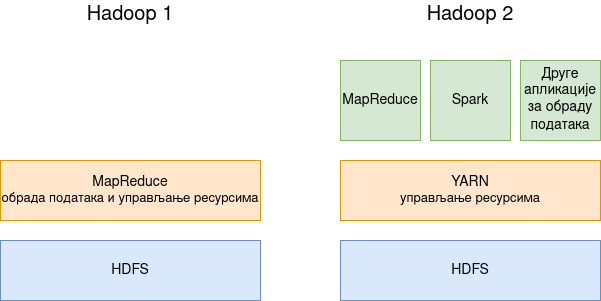 Hadoop 1
MapReduce
обрада података и управљање ресурсима
HDFS
Hadoop 2
MapReduce
Spark
Друге
апликације
за обраду
података
YARN
управљање ресурсима
HDFS